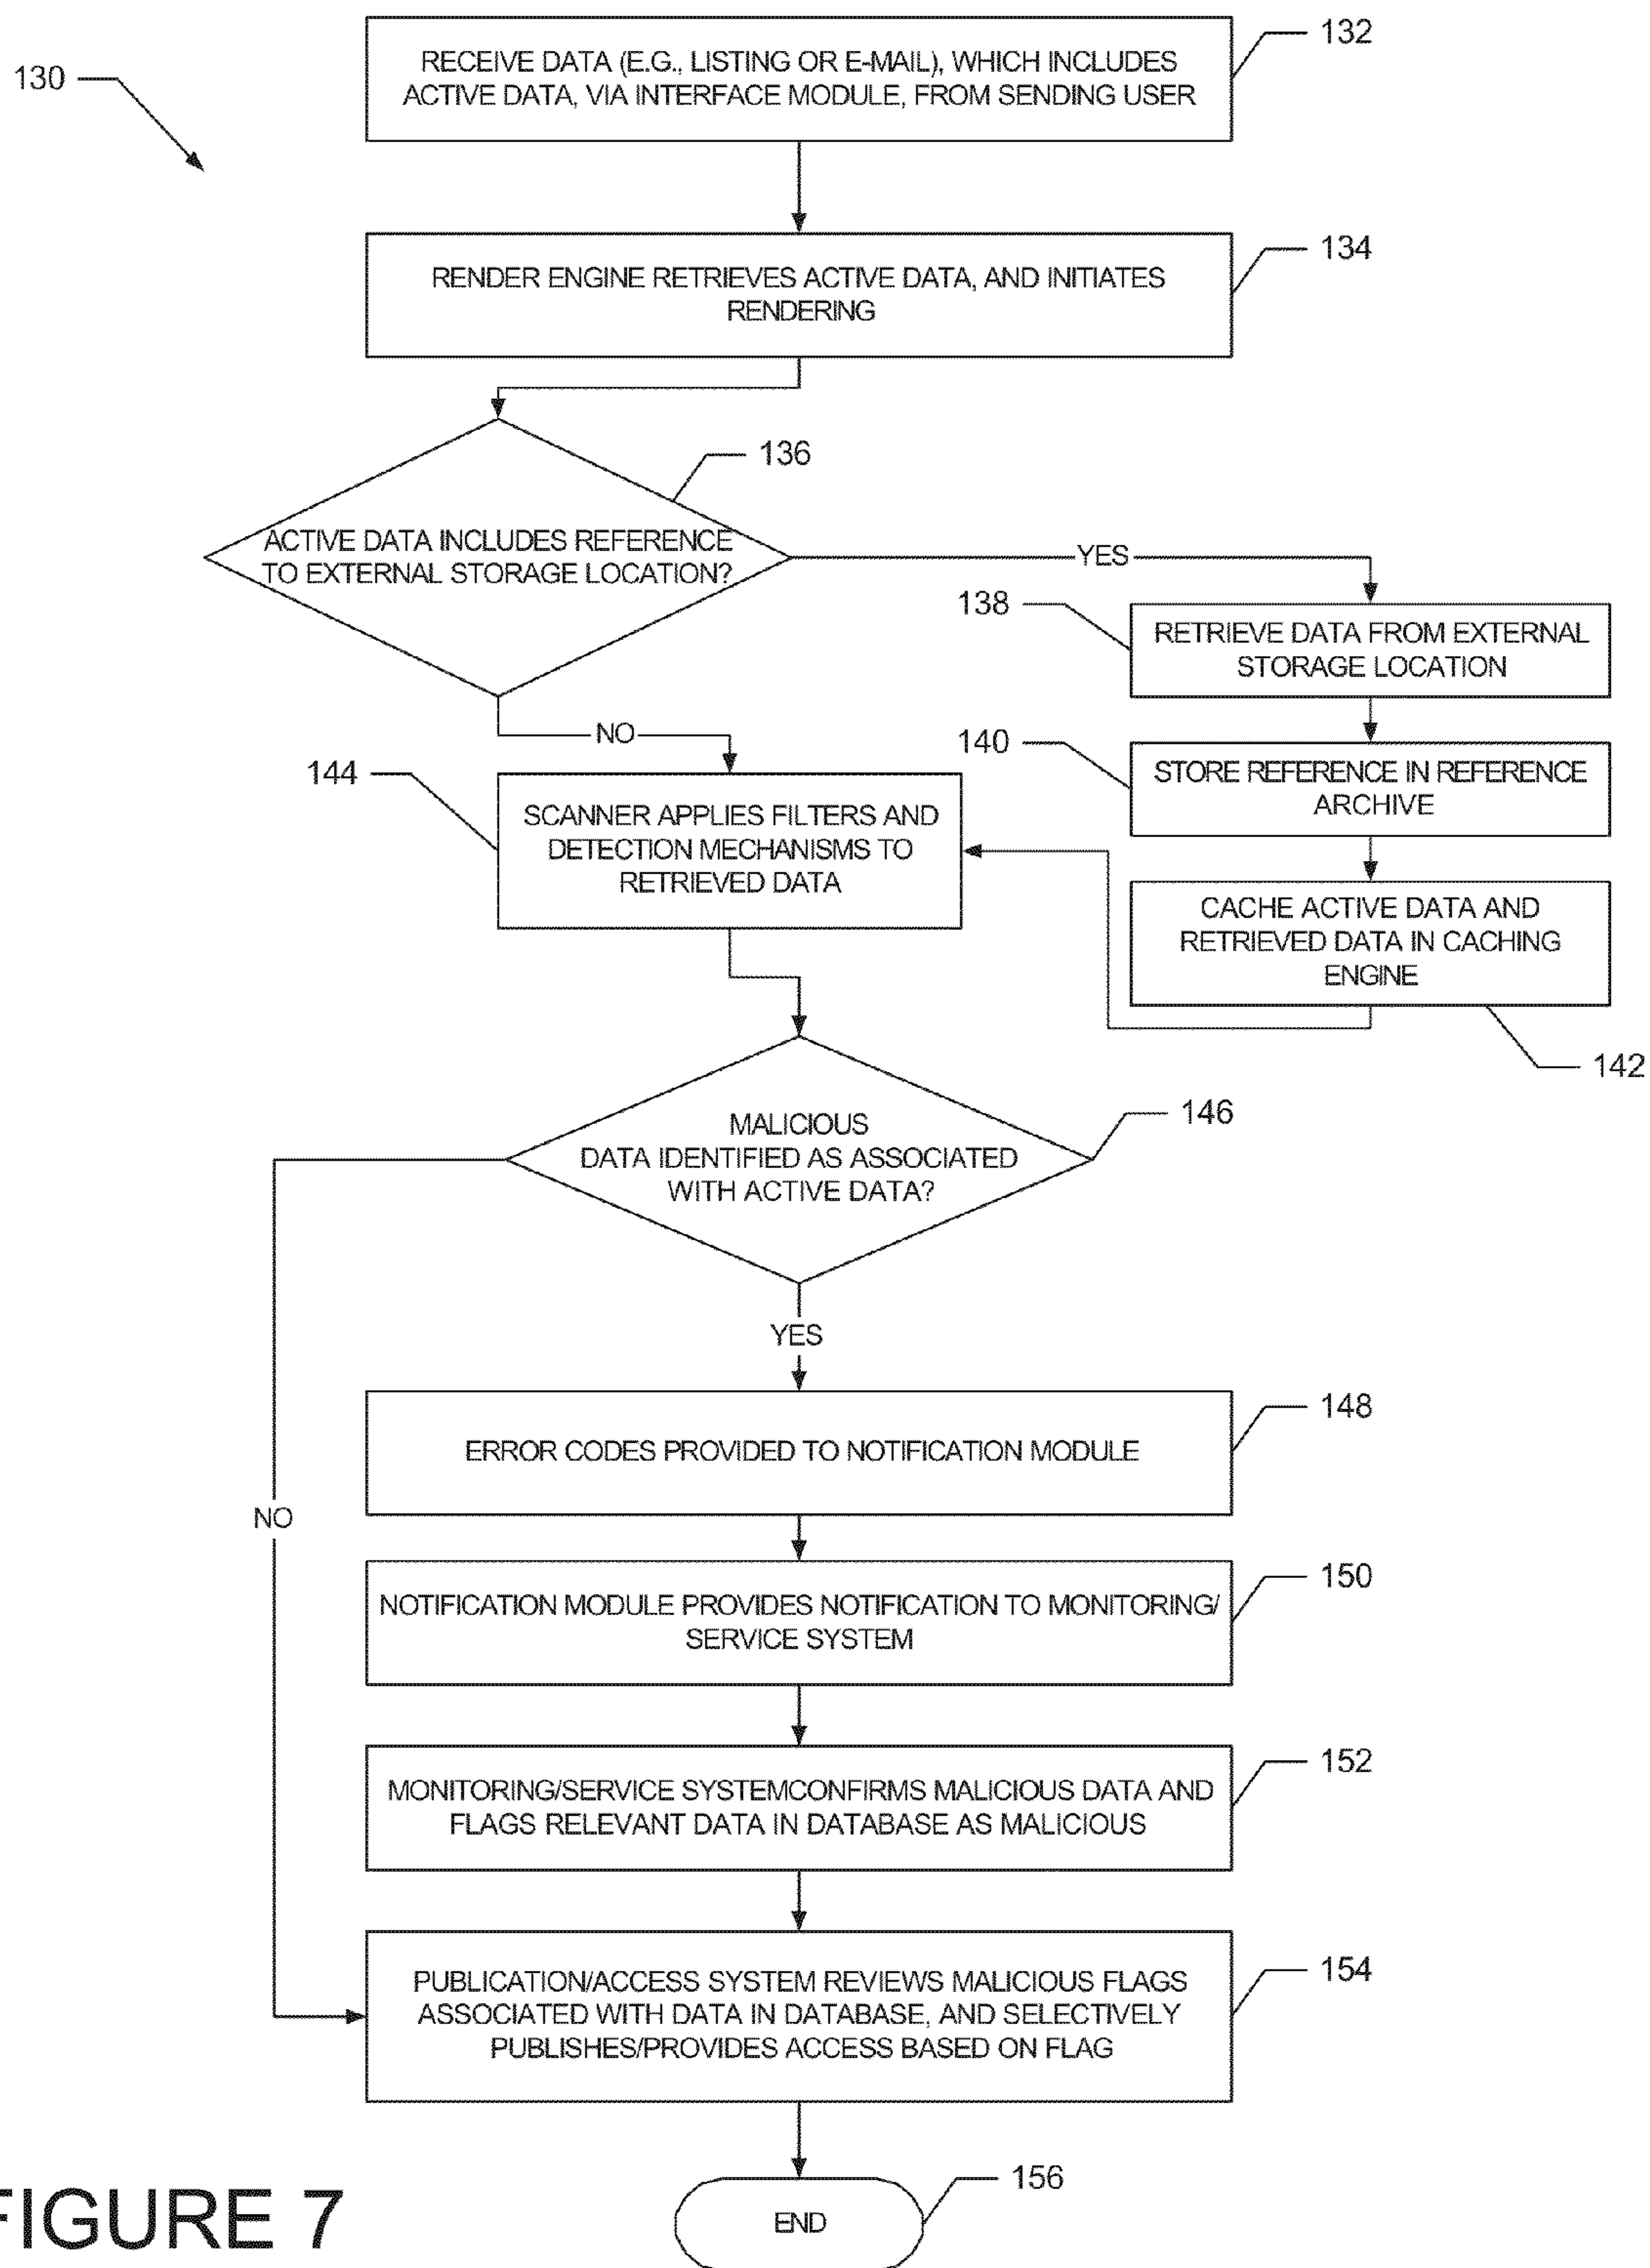 130
132
RECEIVE DATA (E.G., LISTING OR E-MAIL), WHICH INCLUDES
ACTIVE DATA, VIA INTERFACE MODULE, FROM SENDING USER
134
RENDER ENGINE RETRIEVES ACTIVE DATA, AND INITIATES
RENDERING
136
ACTIVE DATA INCLUDES REFERENCE
TO EXTERNAL STORAGE LOCATION?
YES
138
RETRIEVE DATA FROM EXTERNAL
STORAGE LOCATION
NO
140
STORE REFERENCE IN REFERENCE
ARCHIVE
144
SCANNER APPLIES FILTERS AND
DETECTION MECHANISMS TO
RETRIEVED DATA
CACHE ACTIVE DATA AND
RETRIEVED DATA IN CACHING
ENGINE
142
146
MALICIOUS
DATA IDENTIFIED AS ASSOCIATED
WITH ACTIVE DATA?
YES
148
ERROR CODES PROVIDED TO NOTIFICATION MODULE
NO
150
NOTIFICATION MODULE PROVIDES NOTIFICATION TO MONITORING/
SERVICE SYSTEM
152
MONITORING/SERVICE SYSTEMCONFIRMS MALICIOUS DATA AND
FLAGS RELEVANT DATA IN DATABASE AS MALICIOUS
154
PUBLICATION/ACCESS SYSTEM REVIEWS MALICIOUS FLAGS
ASSOCIATED WITH DATA IN DATABASE, AND SELECTIVELY
PUBLISHES/PROVIDES ACCESS BASED ON FLAG
156
END
FIGURE 7